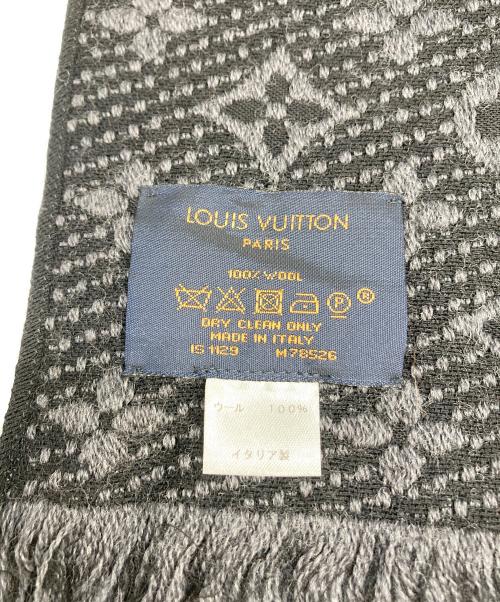 LOUIS VUITTON
PARIS
100% WOOL
P ®
DRY CLEAN ONLY
MADE IN ITALY
IS 1129 M78526
ウール 100%
イタリア製